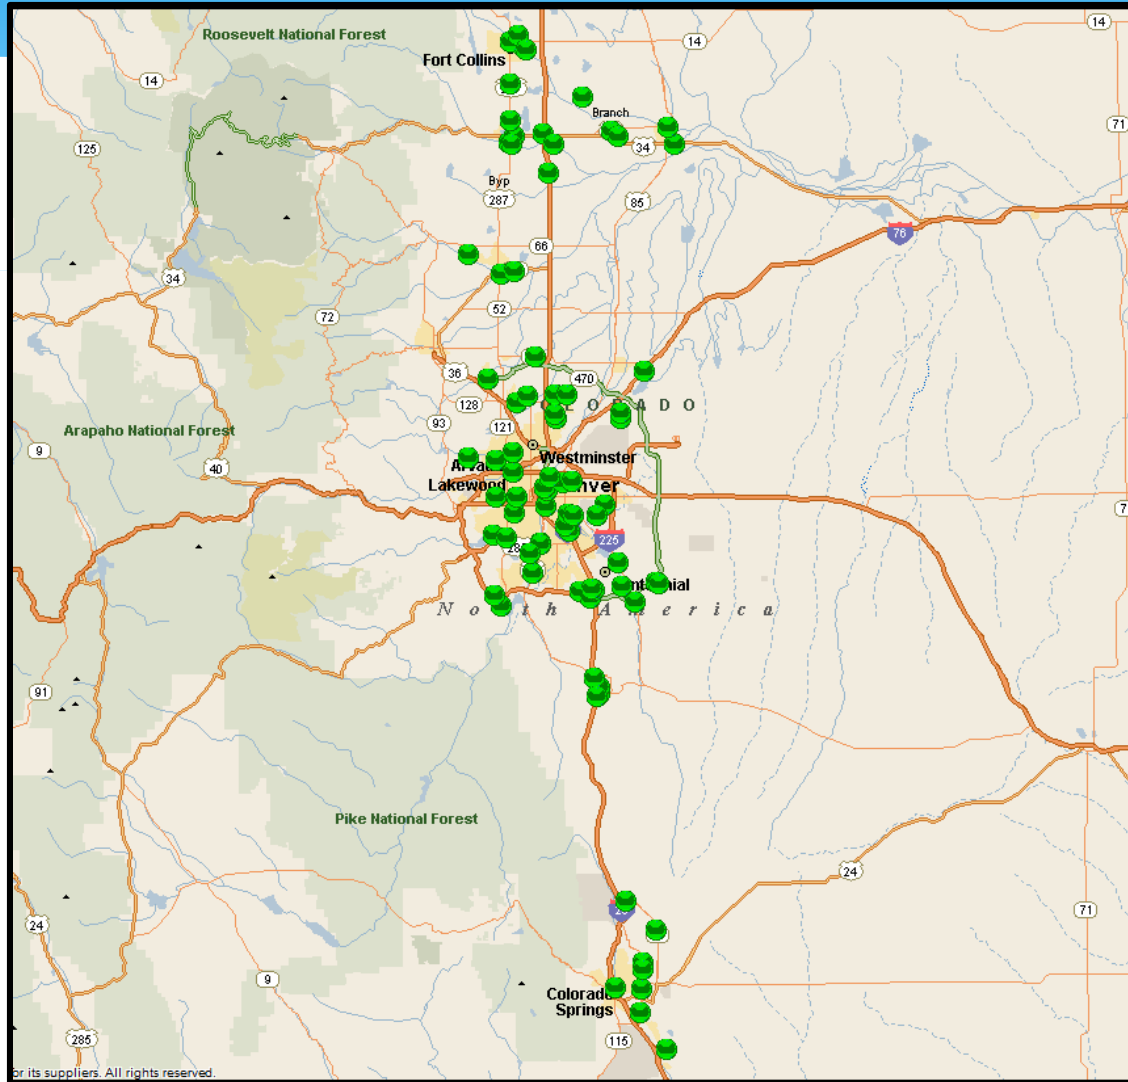 Roosevelt National Forest
14
14
14
Fort Collins
Branch
71
125
34
Byp
287
85
76
66
34
52
72
36
470
128
COLORADO
93
121
Arapaho National Forest
9
Westminster
40
Lakewood
225
North America
91
Pike National Forest
24
24
71
9
Colorado
Springs
285
115
or its suppliers. All rights reserved.